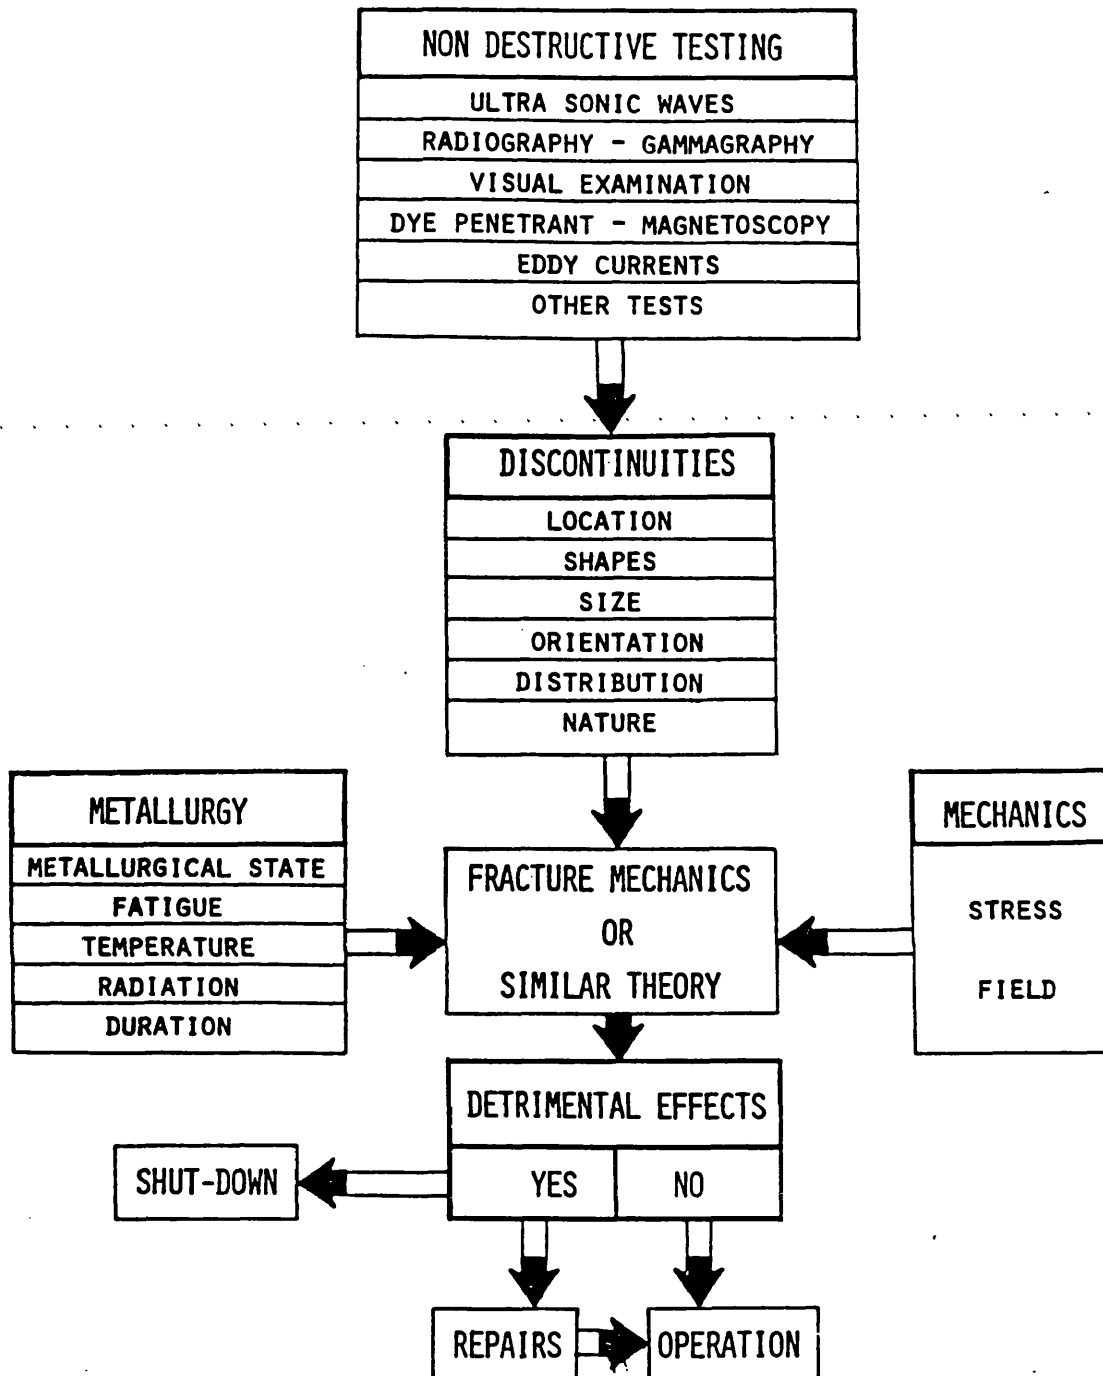 NON DESTRUCTIVE TESTING
ULTRA SONIC WAVES
RADIOGRAPHY - GAMMAGRAPHY
VISUAL EXAMINATION
DYE PENETRANT - MAGNETOSCOPY
EDDY CURRENTS
OTHER TESTS
DISCONTINUITIES
LOCATION
SHAPES
SIZE
ORIENTATION
DISTRIBUTION
NATURE
METALLURGY
METALLURGICAL STATE
FATIGUE
TEMPERATURE
RADIATION
DURATION
FRACTURE MECHANICS
OR
SIMILAR THEORY
MECHANICS
STRESS
FIELD
DETRIMENTAL EFFECTS
YES
NO
SHUT-DOWN
REPAIRS
OPERATION